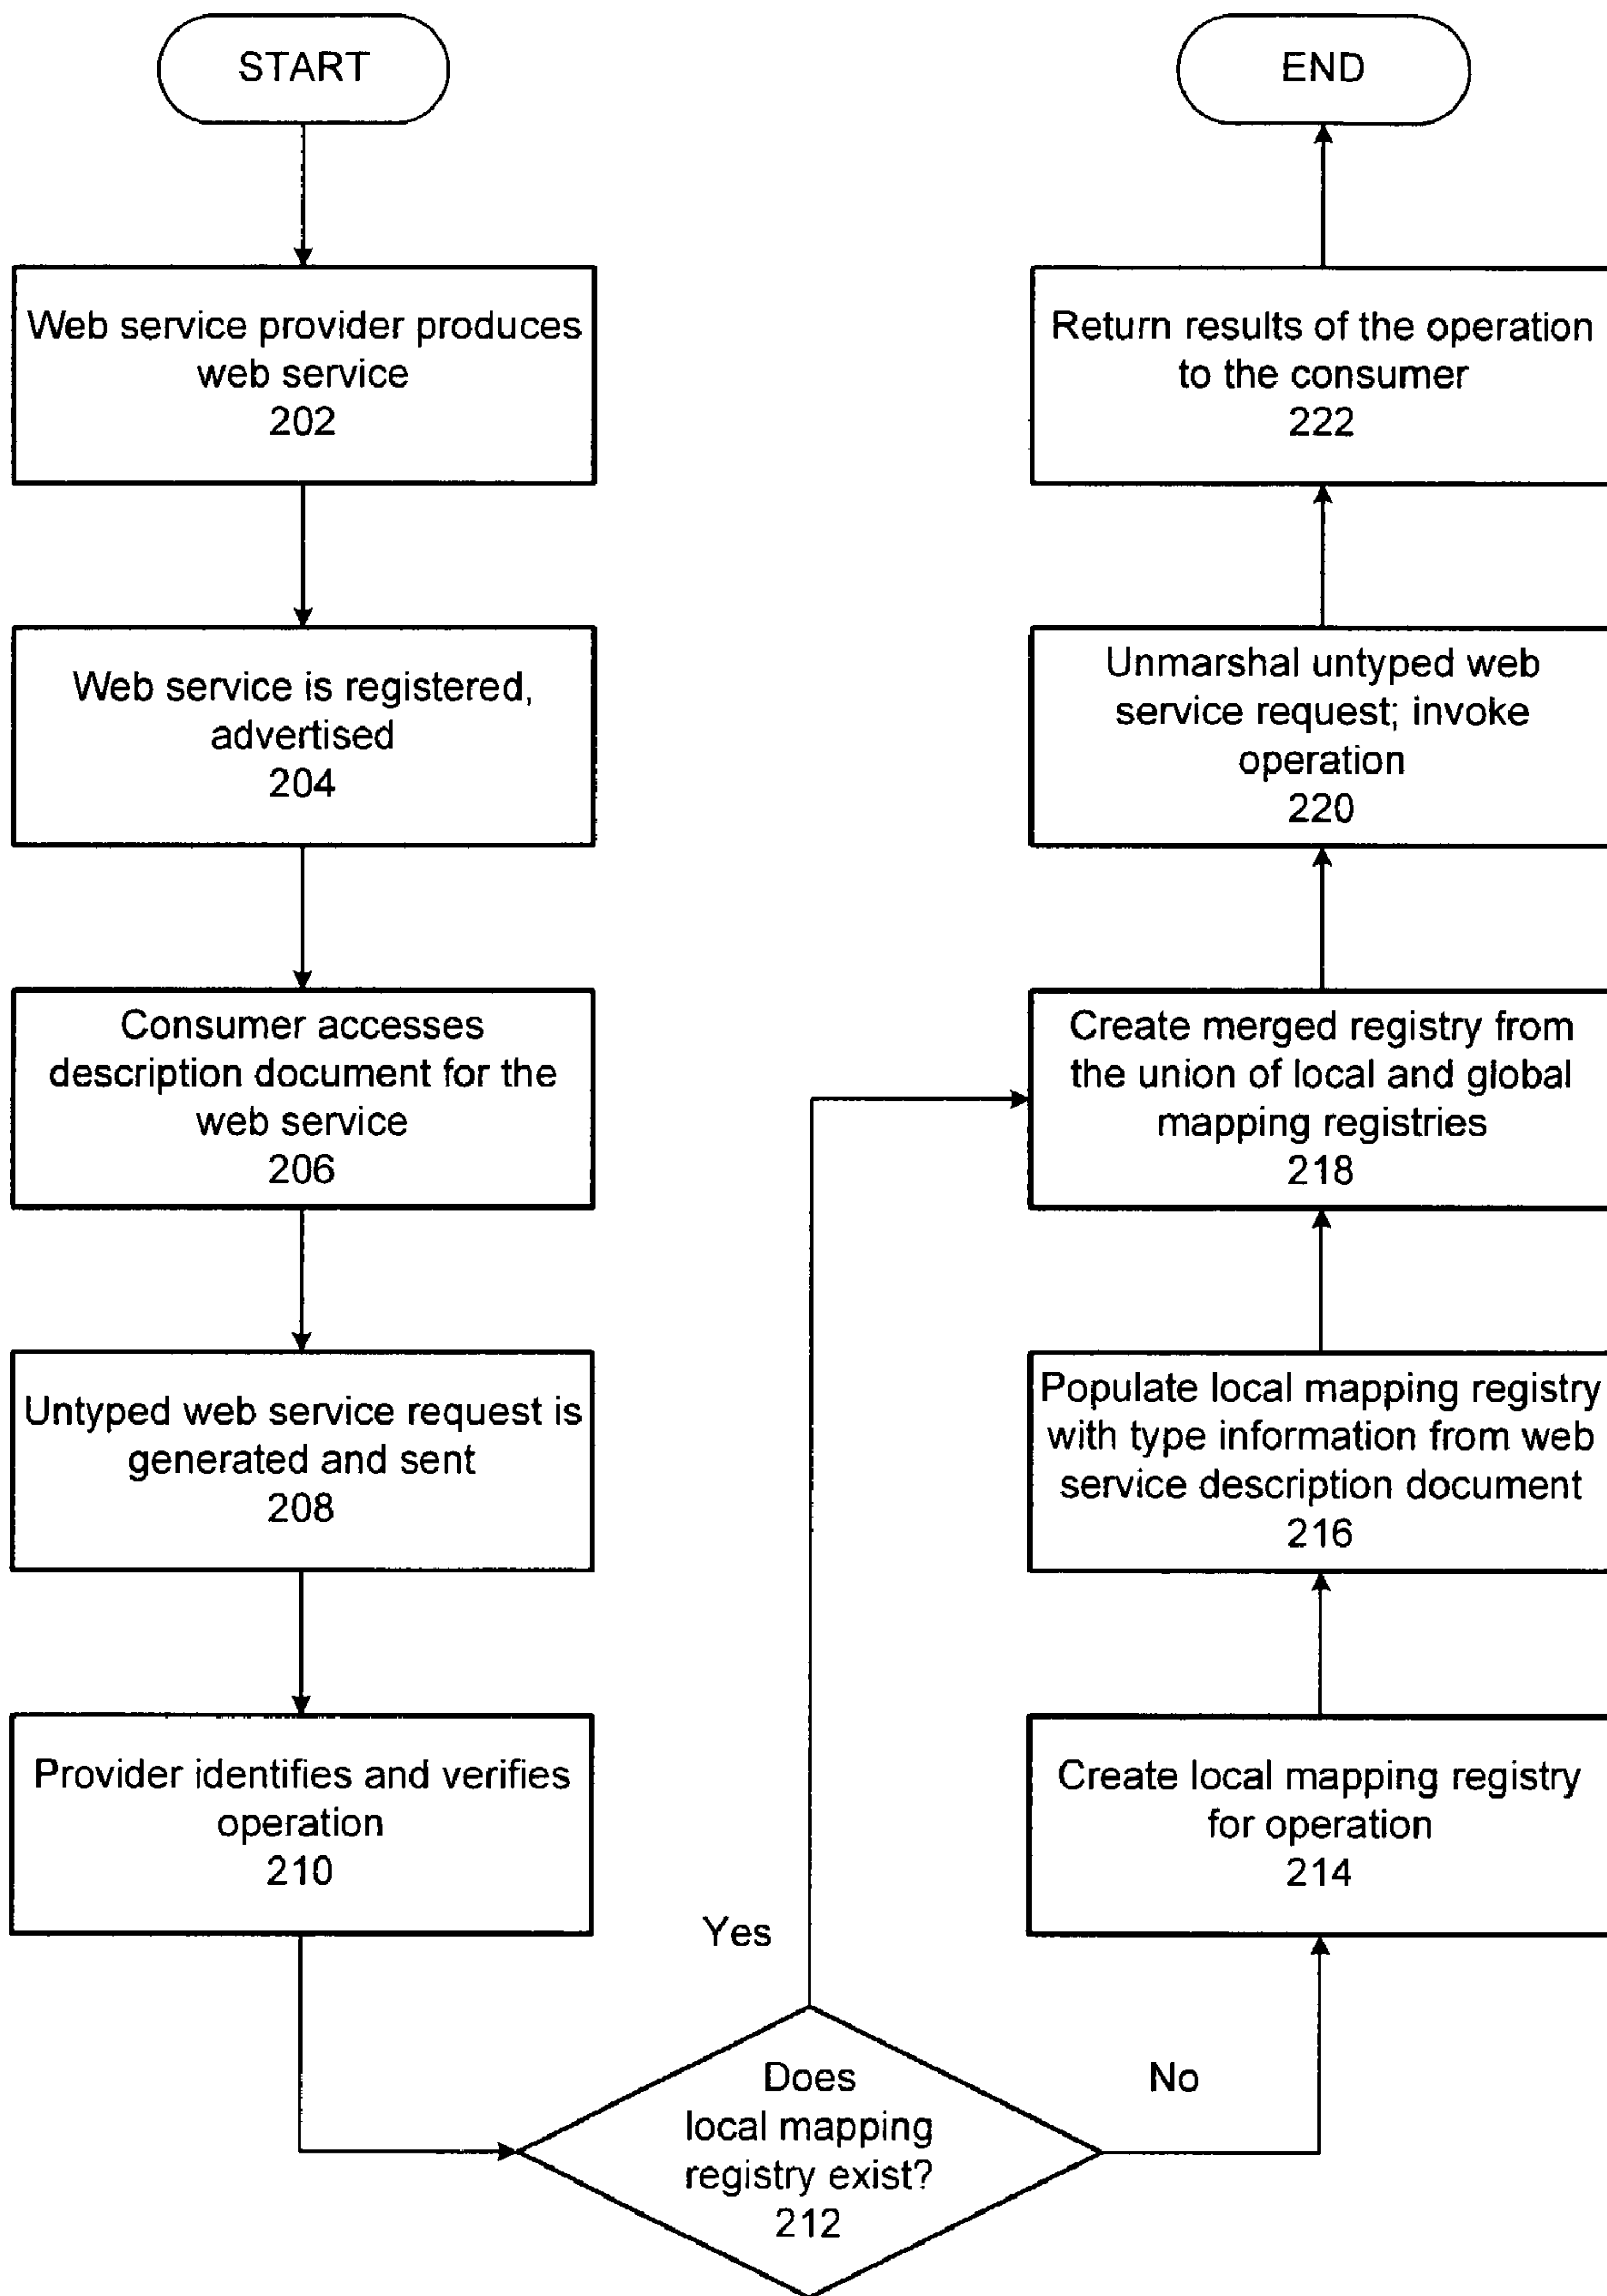 START
Web service provider produces
web service
202
Web service is registered,
advertised
204
Consumer accesses
description document for the
web service
206
Untyped web service request is
generated and sent
208
Provider identifies and verifies
operation
210
Does
local mapping
registry exist?
212
Yes
No
Create local mapping registry
for operation
214
Populate local mapping registry
with type information from web
service description document
216
Create merged registry from
the union of local and global
mapping registries
218
Unmarshal untyped web
service request; invoke
operation
220
Return results of the operation
to the consumer
222
END